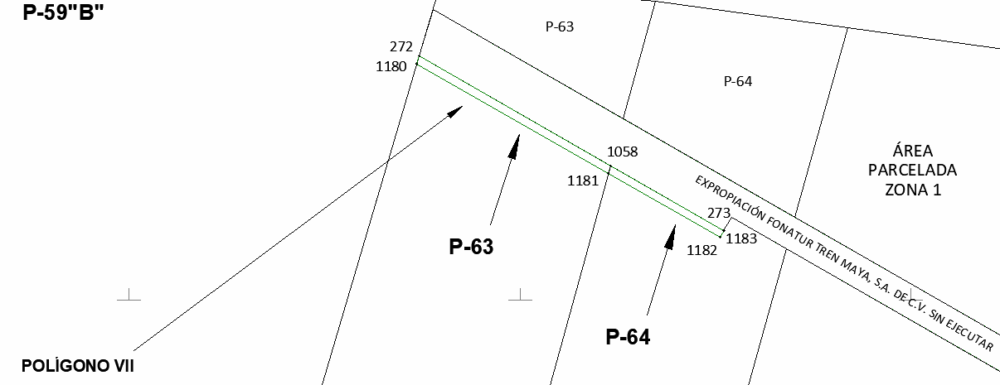 P-59"B"
P-63
272
1180
P-64
1058
ÁREA
PARCELADA
ZONA 1
1181
EXPROPIACIÓN FONATUR TREN MAYA, S.A. DE C.V. SIN EJECUTAR
273
1183
1182
P-63
P-64
POLÍGONO VII